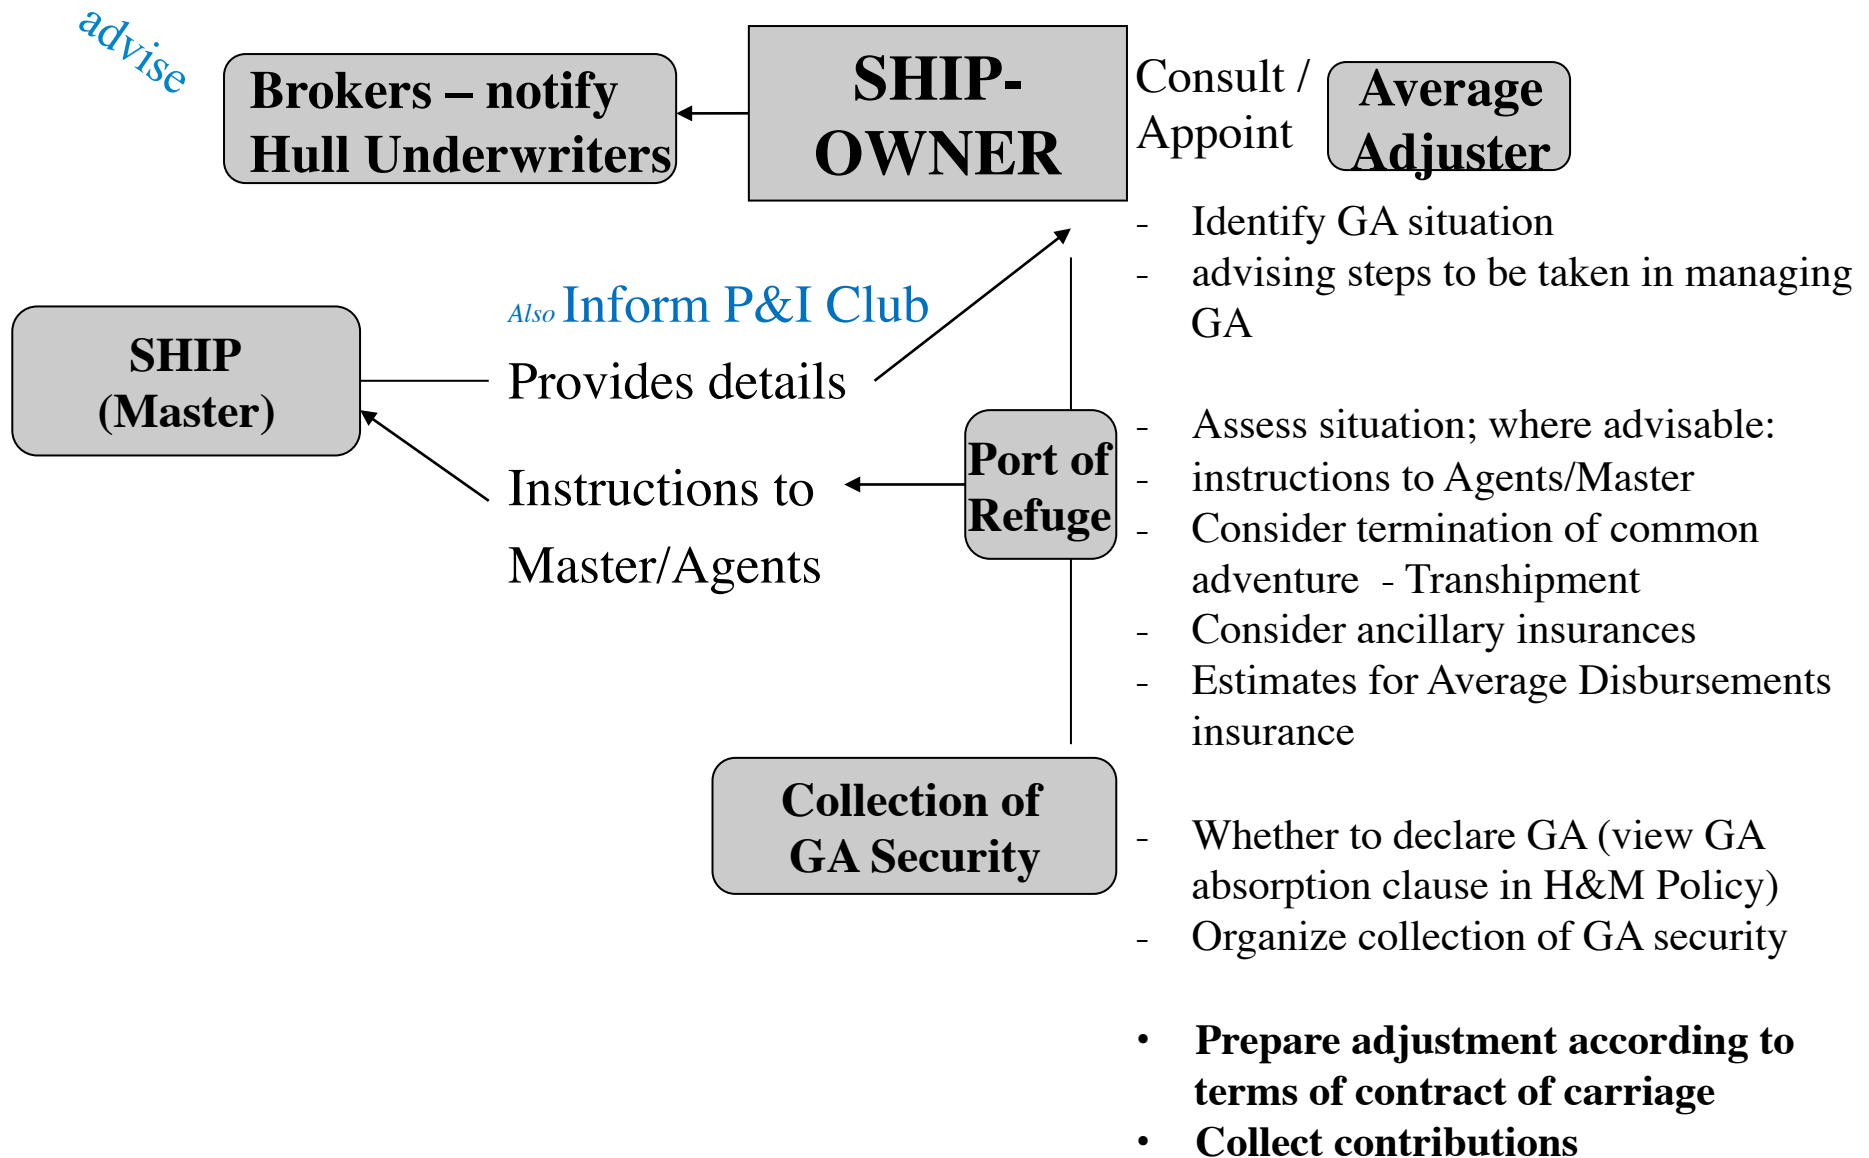 advise
Brokers – notify
Hull Underwriters
SHIP-
OWNER
Consult /
Appoint
Average
Adjuster
- Identify GA situation
- advising steps to be taken in managing
GA
Also Inform P&I Club
SHIP
(Master)
Provides details
Instructions to
Master/Agents
Port of
Refuge
- Assess situation; where advisable:
- instructions to Agents/Master
- Consider termination of common
adventure - Transhipment
- Consider ancillary insurances
- Estimates for Average Disbursements
insurance
Collection of
GA Security
- Whether to declare GA (view GA
absorption clause in H&M Policy)
- Organize collection of GA security
• Prepare adjustment according to
terms of contract of carriage
• Collect contributions